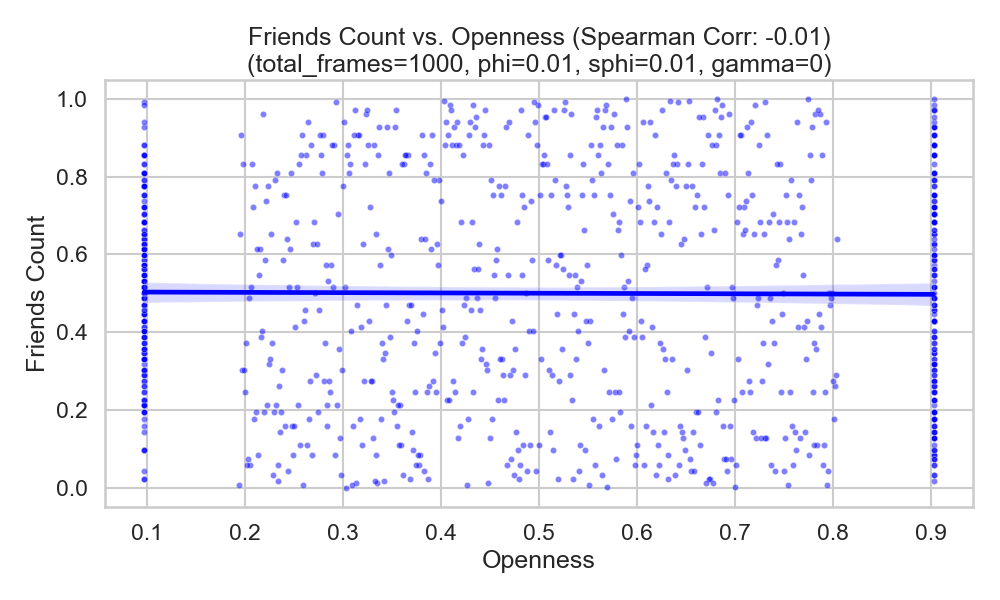 Friends Count vs. Openness (Spearman Corr: -0.01)
(total_frames=1000, phi=0.01, sphi=0.01, gamma=0)
1.0
0.8
0.6
0.4
0.2
0.0
Friends Count
0.1 0.2 0.3 0.4 0.5 0.6 0.7 0.8 0.9
Openness